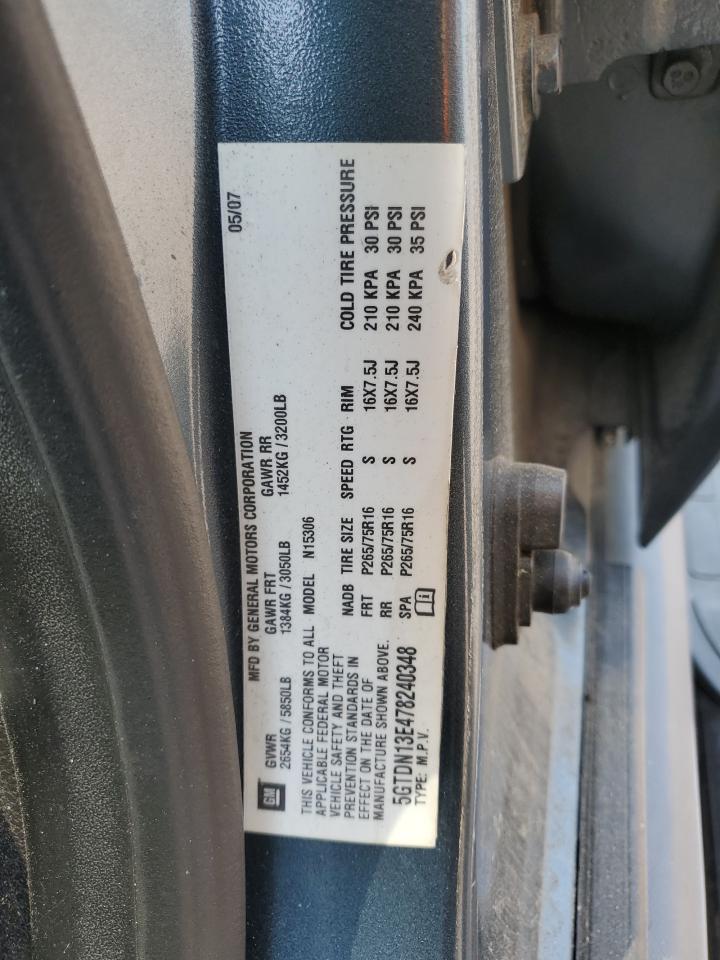 MFD BY GENERAL MOTORS CORPORATION 05/07
GM GVWR GAWR FRT GAWR RR
2654KG / 5850LB 1384KG / 3050LB 1452KG / 3200LB
THIS VEHICLE CONFORMS TO ALL
APPLICABLE FEDERAL MOTOR
VEHICLE SAFETY AND THEFT
PREVENTION STANDARDS IN
EFFECT ON THE DATE OF
MANUFACTURE SHOWN ABOVE.
5GTDN13E478240348
TYPE: M.P.V.
MODEL N15306
NADB TIRE SIZE SPEED RTG RIM COLD TIRE PRESSURE
FRT P265/75R16 S 16X7.5J 210 KPA 30 PSI
RR P265/75R16 S 16X7.5J 210 KPA 30 PSI
SPA P265/75R16 S 16X7.5J 240 KPA 35 PSI